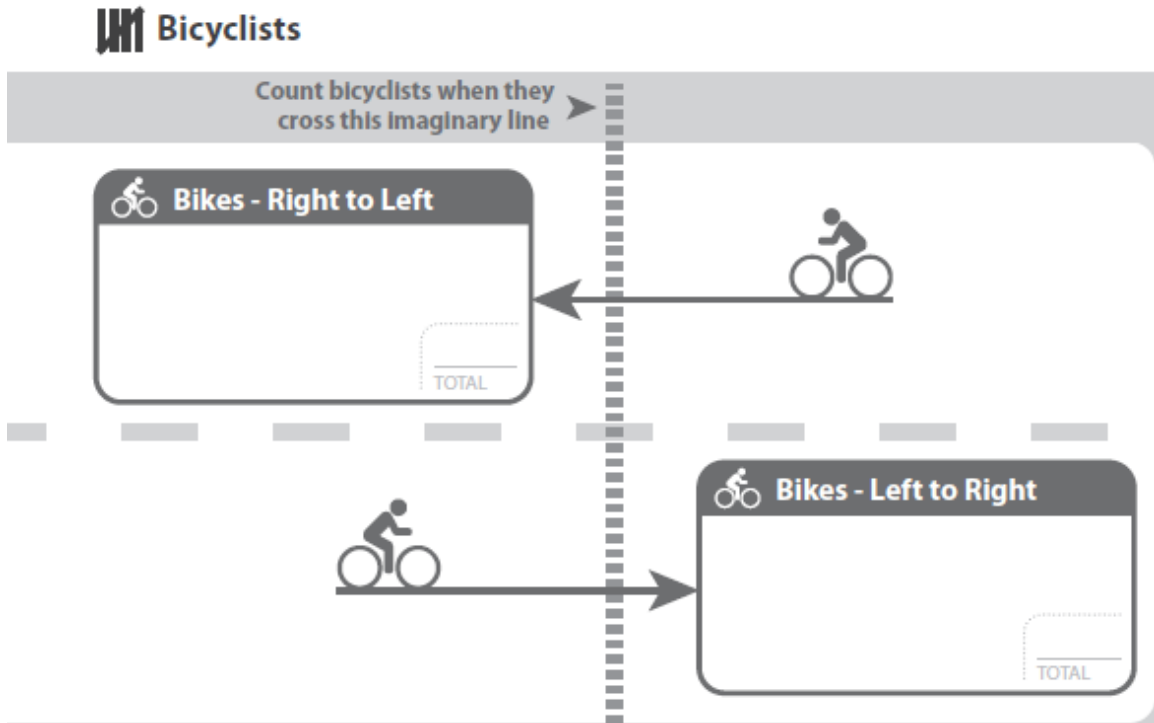 Bicyclists
Count bicyclists when they
cross this imaginary line
Bikes - Right to Left
TOTAL
Bikes - Left to Right
TOTAL